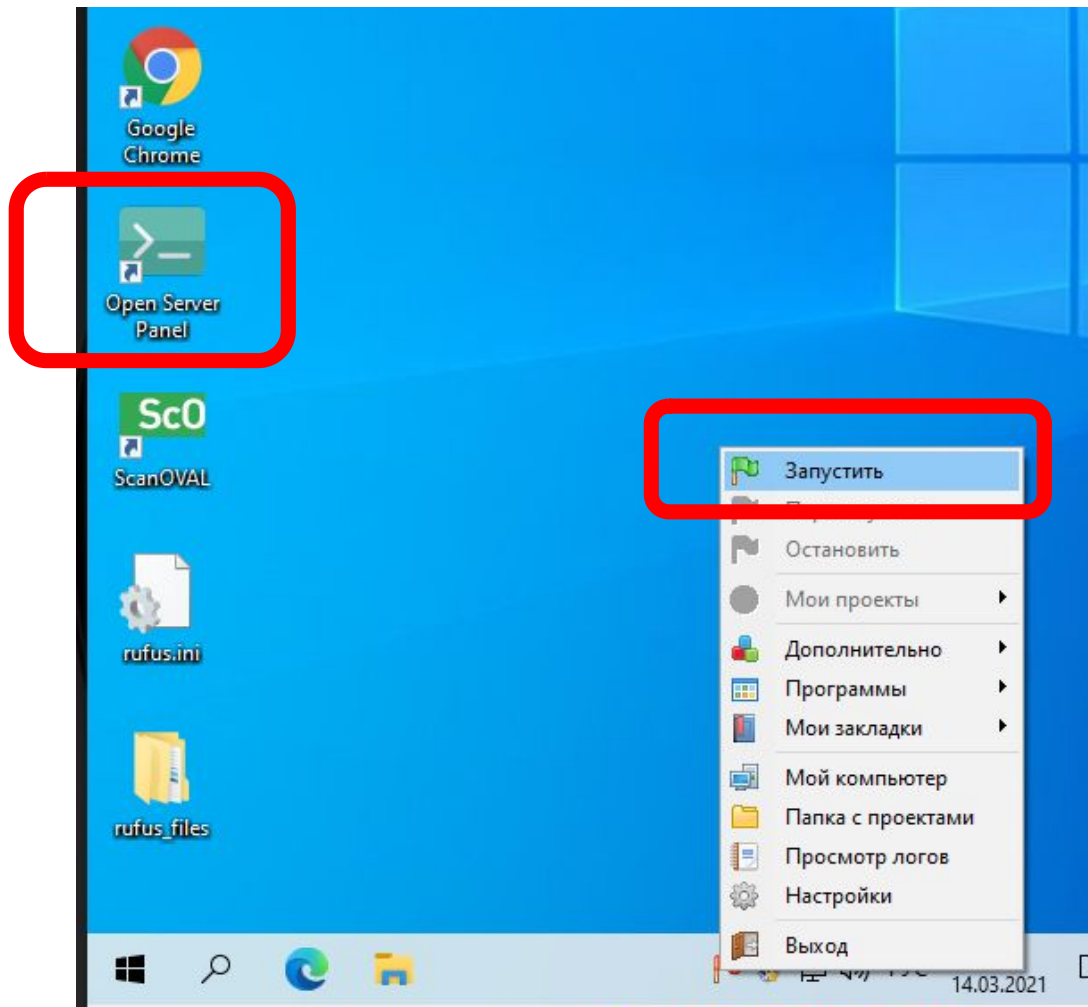 Google
Chrome
Open Server
Panel
ScO
ScanOVAL
rufus.ini
rufus_files
Запустить
Остановить
Мои проекты
Дополнительно
Программы
Мои закладки
Мой компьютер
Папка с проектами
Просмотр логов
Настройки
Выход
14.03.2021